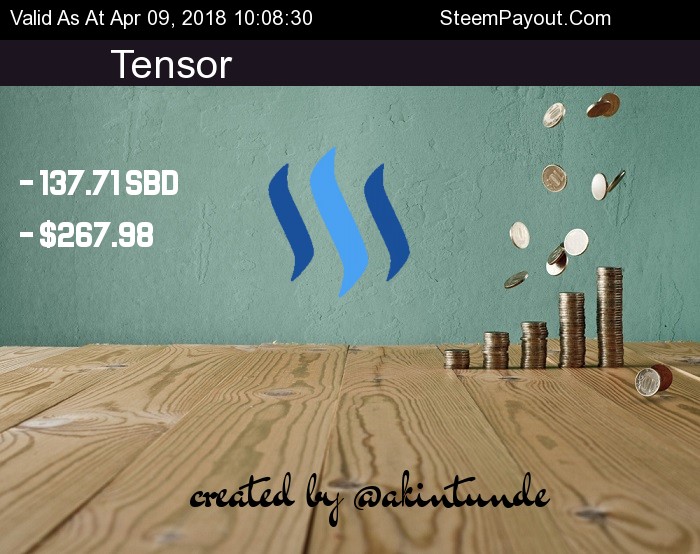 Valid As At Apr 09, 2018 10:08:30 SteemPayout.Com
Tensor
- 137.71 SBD
- $267.98
created by @akintunde